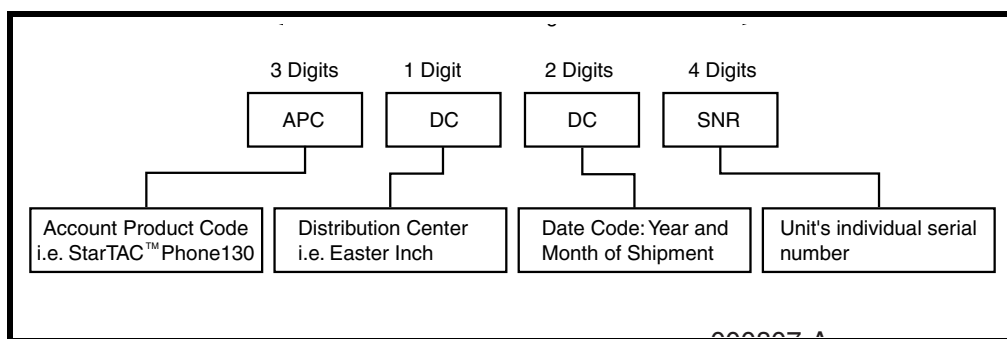 3 Digits 1 Digit 2 Digits 4 Digits
APC DC DC SNR
Account Product Code
i.e. StarTAC™Phone130
Distribution Center
i.e. Easter Inch
Date Code: Year and
Month of Shipment
Unit's individual serial
number